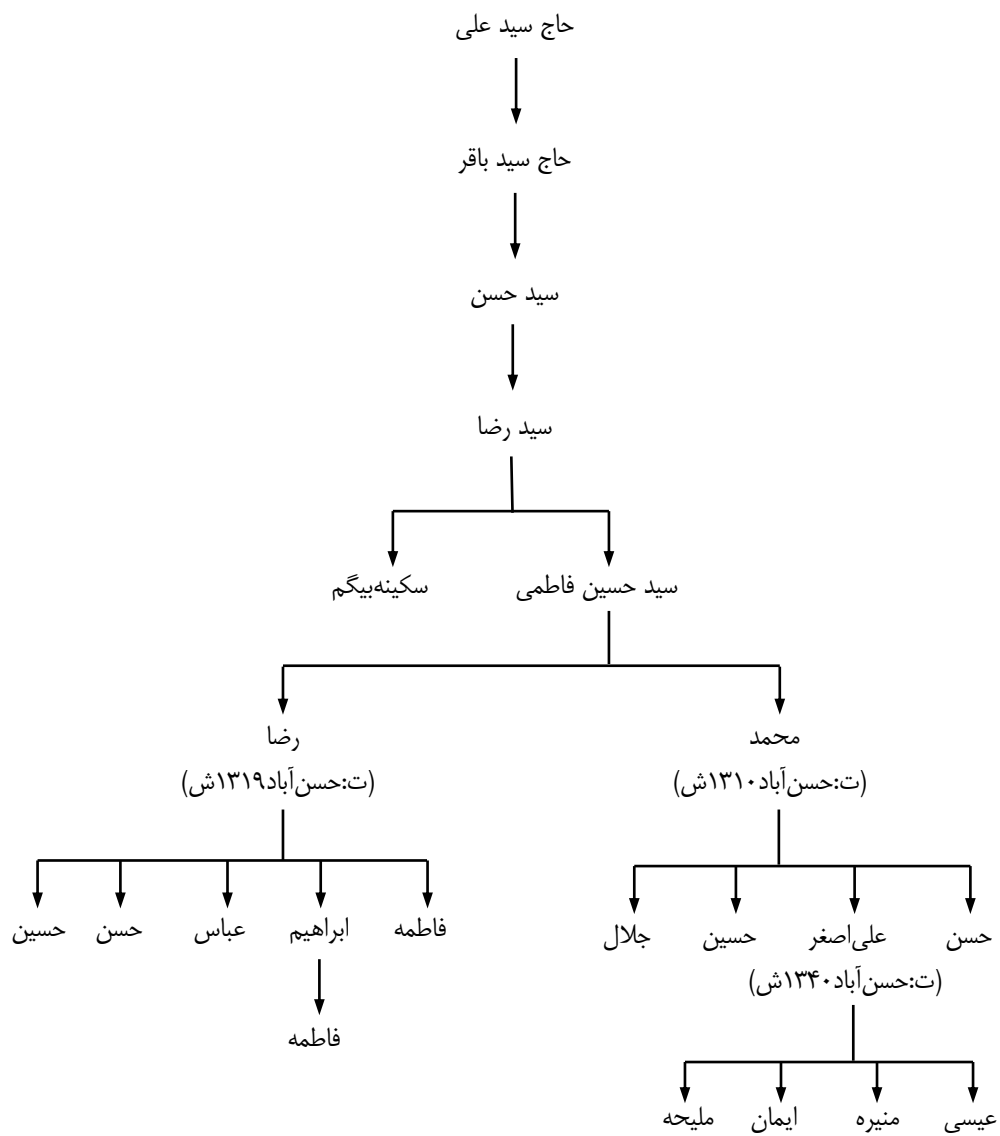 حاج سید علی
حاج سید باقر
سید حسن
سید رضا
سید حسین فاطمی سکینه‌بیگم
محمد رضا
(ت:حسن‌آباد۱۳۱۰ش) (ت:حسن‌آباد۱۳۱۹ش)
حسن علی‌اصغر حسین جلال فاطمه ابراهیم عباس حسن حسین
(ت:حسن‌آباد۱۳۴۰ش)
فاطمه
عیسی منیره ایمان ملیحه